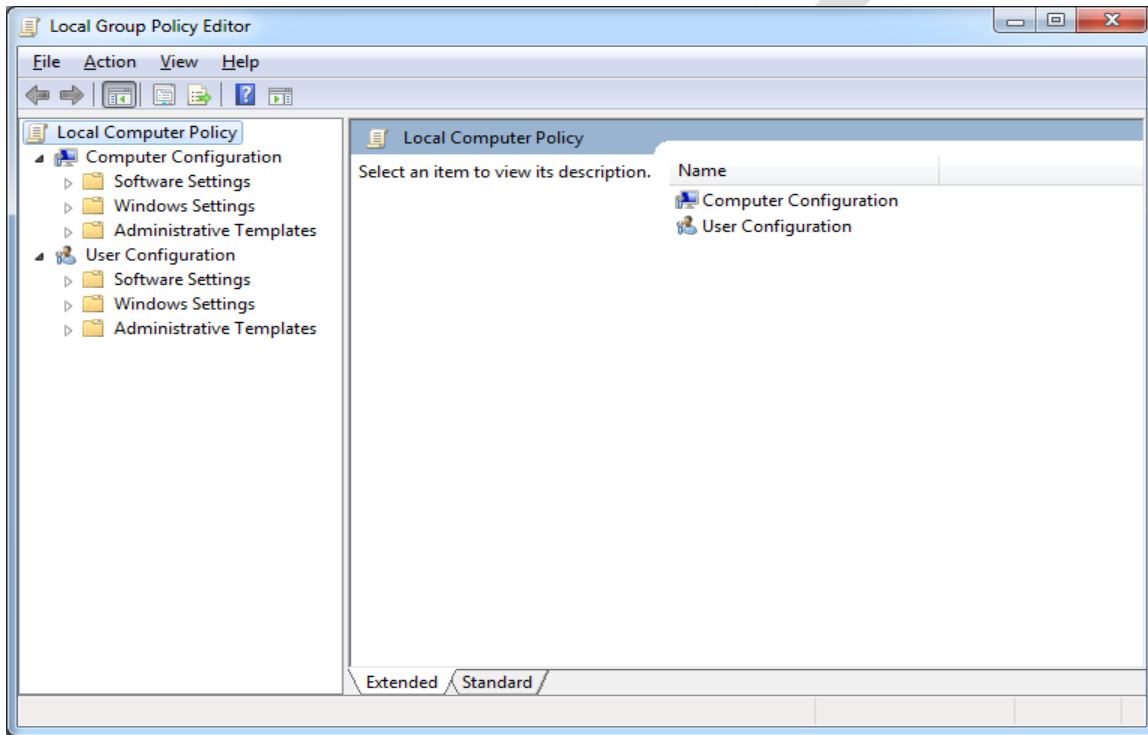 Local Group Policy Editor
File Action View Help
Local Computer Policy
Computer Configuration
Software Settings
Windows Settings
Administrative Templates
User Configuration
Software Settings
Windows Settings
Administrative Templates
Local Computer Policy
Select an item to view its description.
Name
Computer Configuration
User Configuration
Extended Standard